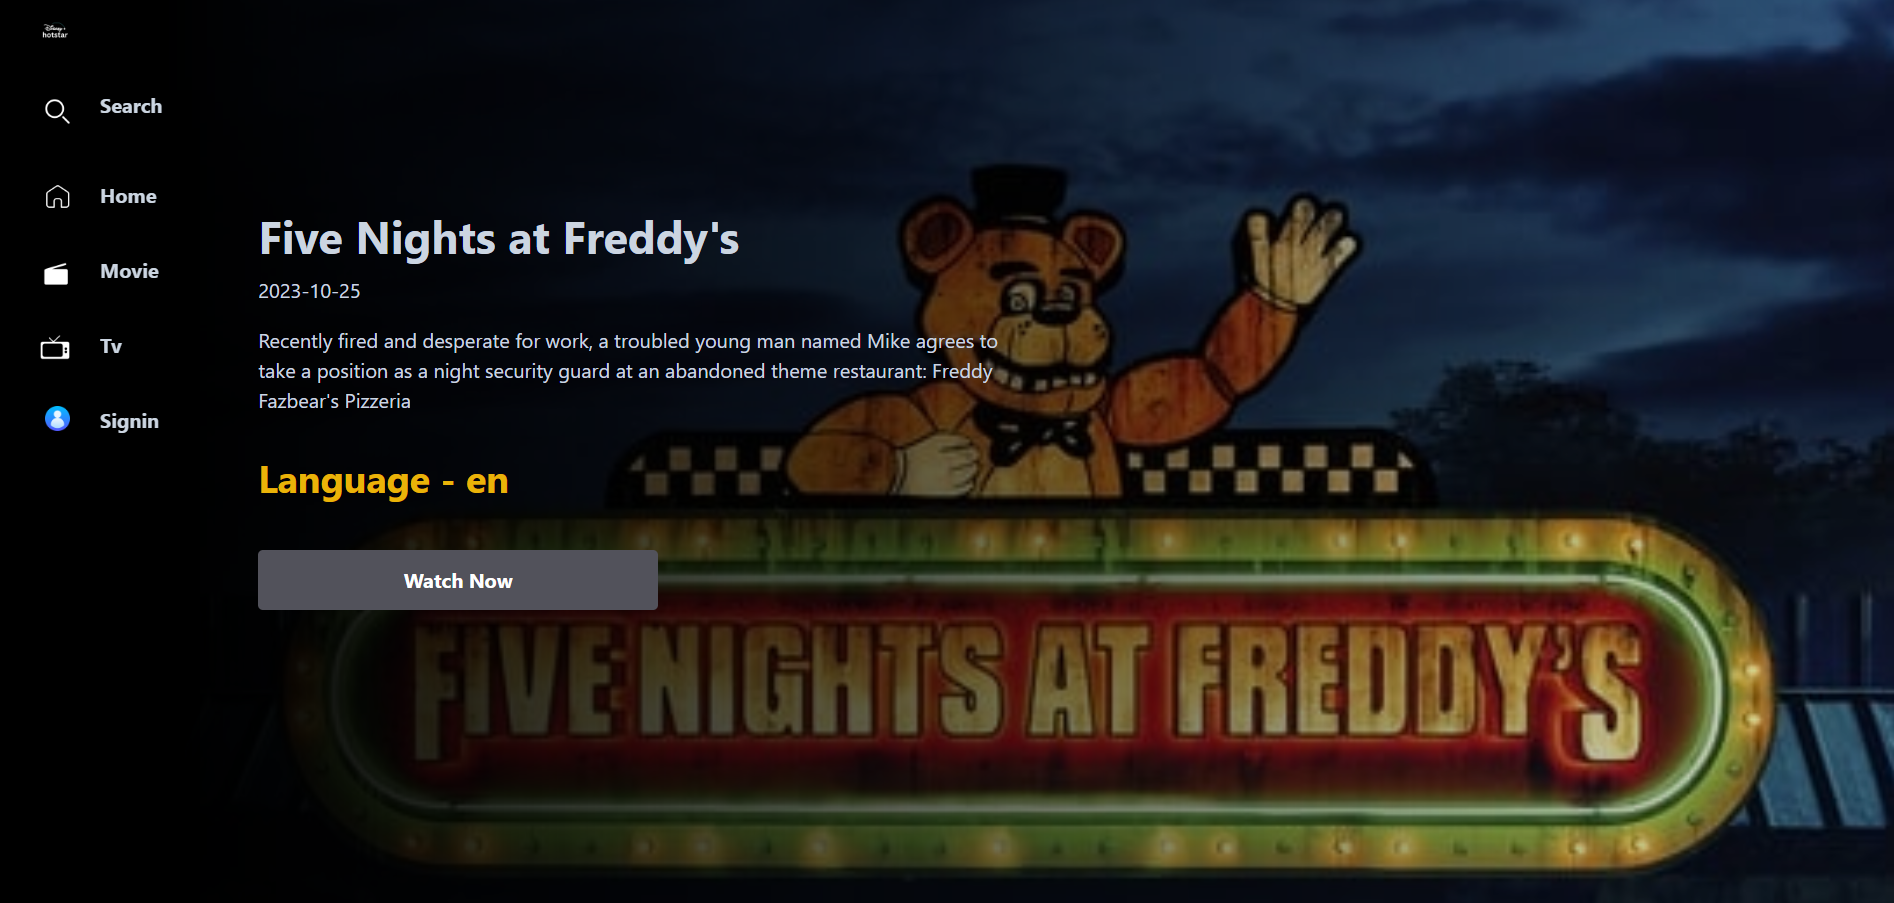 Disney+
hotstar
Search
Home
Movie
Tv
Signin
Five Nights at Freddy's
2023-10-25
Recently fired and desperate for work, a troubled young man named Mike agrees to
take a position as a night security guard at an abandoned theme restaurant: Freddy
Fazbear's Pizzeria
Language - en
Watch Now
FIVE NIGHTS AT FREDDY'S